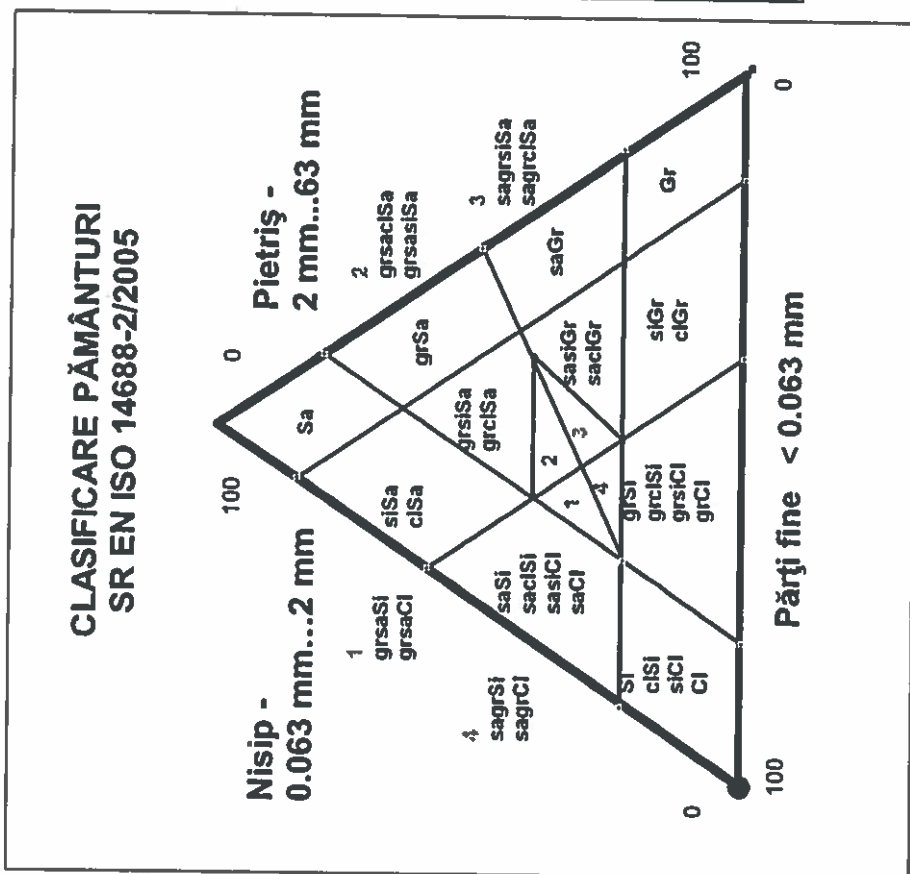 CLASIFICARE PĂMÂNTURI
SR EN ISO 14688-2/2005
Nisip -
0.063 mm...2 mm
Pietriş -
2 mm...63 mm
100
0
1
grsaSi
grsaCl
2
grsaclSa
grsasiSa
3
sagrsiSa
sagrclSa
4
sagrSi
sagrCl
Sa
siSa
clSa
grSa
grsiSa
grclSa
saSi
saclSi
sasiCl
saCl
saGr
sasiGr
saclGr
1
2
3
4
Si
clSi
siCl
Cl
grSi
grclSi
grsiCl
grCl
siGr
clGr
Gr
0
100
100
0
Părţi fine < 0.063 mm